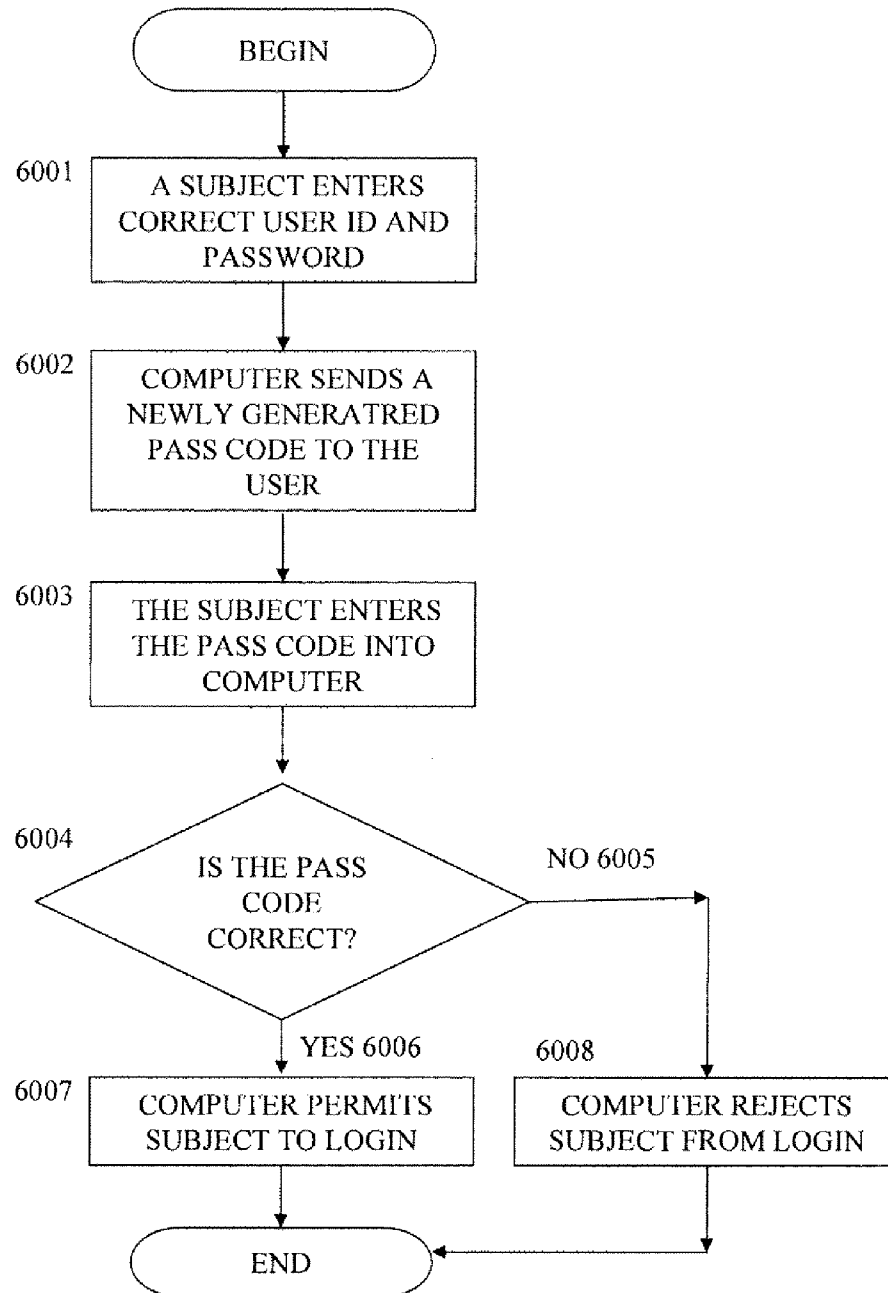 BEGIN
6001
A SUBJECT ENTERS
CORRECT USER ID AND
PASSWORD
6002
COMPUTER SENDS A
NEWLY GENERATRED
PASS CODE TO THE
USER
6003
THE SUBJECT ENTERS
THE PASS CODE INTO
COMPUTER
6004
IS THE PASS
CODE
CORRECT?
NO 6005
YES 6006
6007
COMPUTER PERMITS
SUBJECT TO LOGIN
6008
COMPUTER REJECTS
SUBJECT FROM LOGIN
END